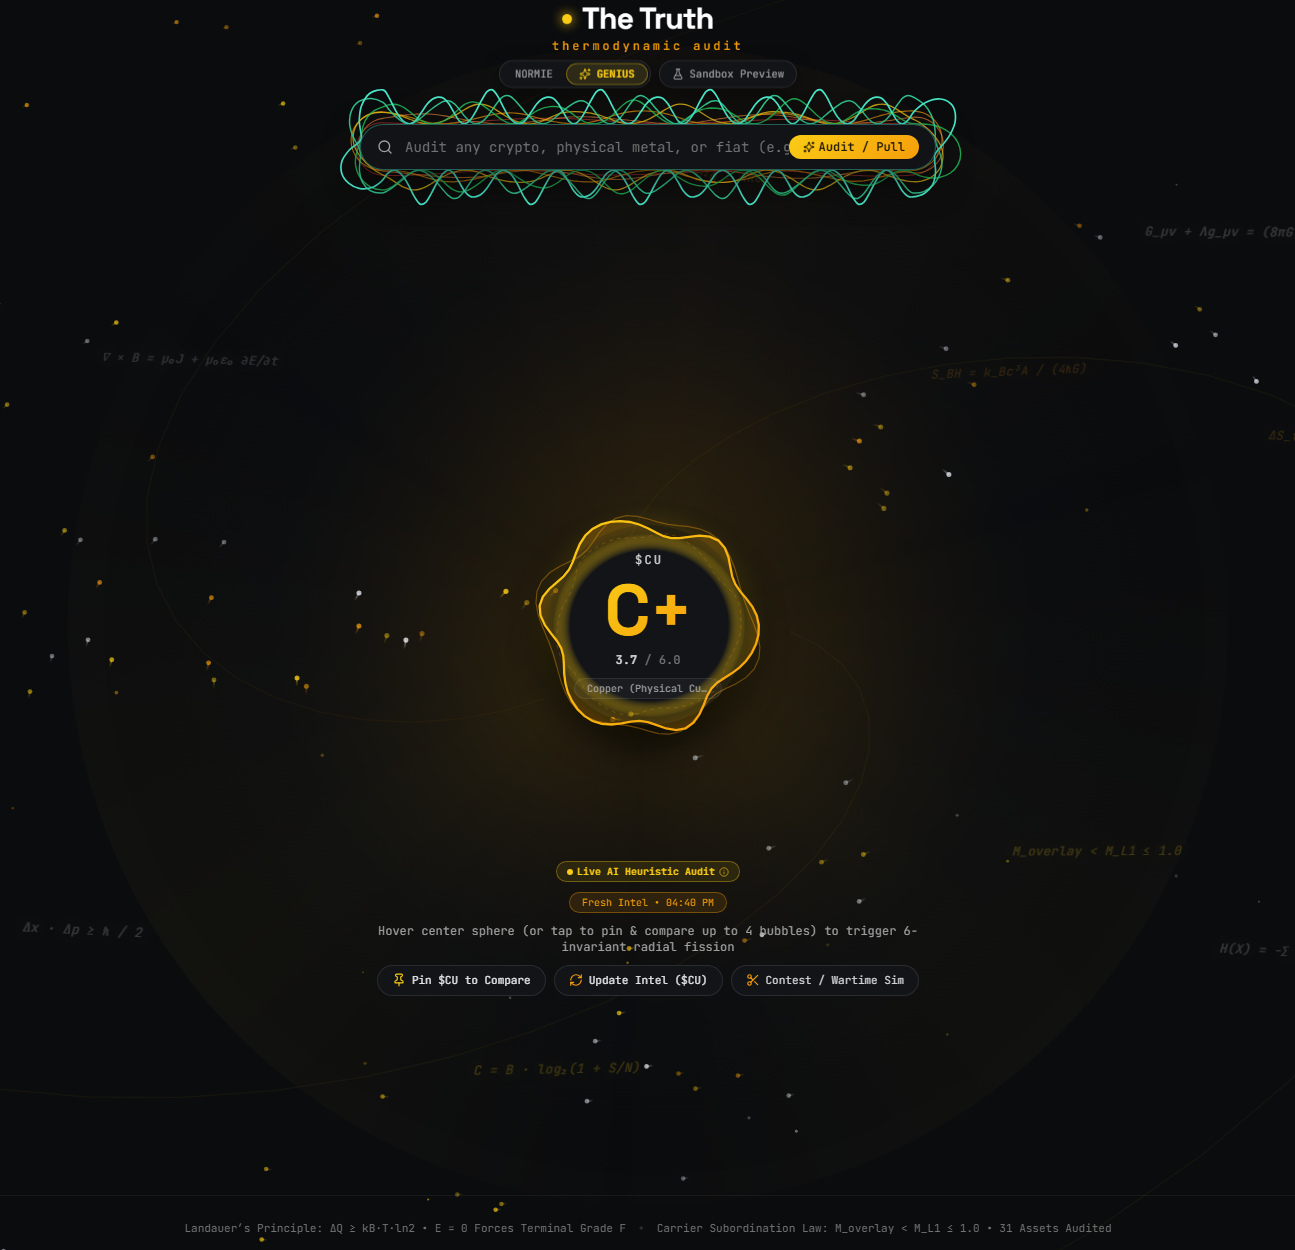 The Truth
thermodynamic audit
NORMIE GENIUS Sandbox Preview
Audit any crypto, physical metal, or fiat (e.g Audit / Pull
G_μν + Λg_μν = (8πG
∇ × B = μ₀J + μ₀ε₀ ∂E/∂t
S_BH = k_Bc³A / (4ℏG)
ΔS_
$CU
C+
3.7 / 6.0
Copper (Physical Cu…
M_overlay < M_L1 ≤ 1.0
Live AI Heuristic Audit
Fresh Intel • 04:40 PM
Δx · Δp ≥ ℏ / 2
Hover center sphere (or tap to pin & compare up to 4 bubbles) to trigger 6-
invariant radial fission
H(X) = -Σ
Pin $CU to Compare Update Intel ($CU) Contest / Wartime Sim
C = B · log₂(1 + S/N)
Landauer's Principle: ΔQ ≥ kB·T·ln2 • E = 0 Forces Terminal Grade F • Carrier Subordination Law: M_overlay < M_L1 ≤ 1.0 • 31 Assets Audited